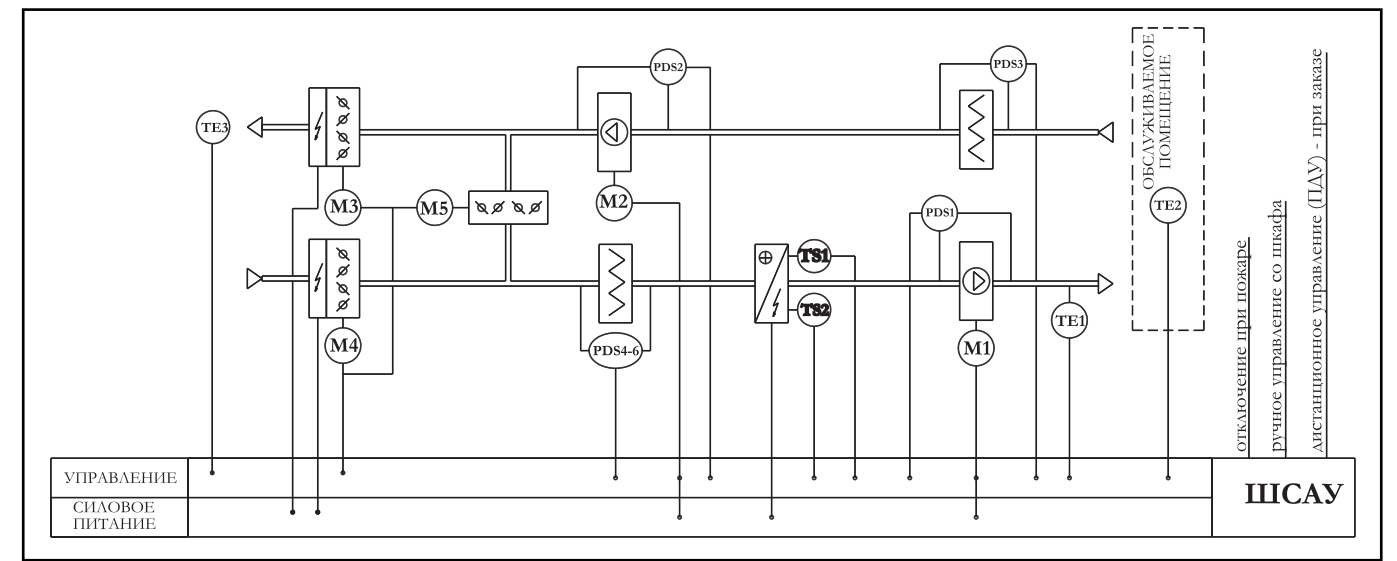 PDS2
PDS3
TE3
ОБСЛУЖИВАЕМОЕ
ПОМЕЩЕНИЕ
TE2
M3
M5
M2
PDS1
TS1
TS2
TE1
M4
PDS4-6
M1
отключение при пожаре
ручное управление со шкафа
дистанционное управление (ПДУ) - при заказе
УПРАВЛЕНИЕ
СИЛОВОЕ
ПИТАНИЕ
ШСАУ